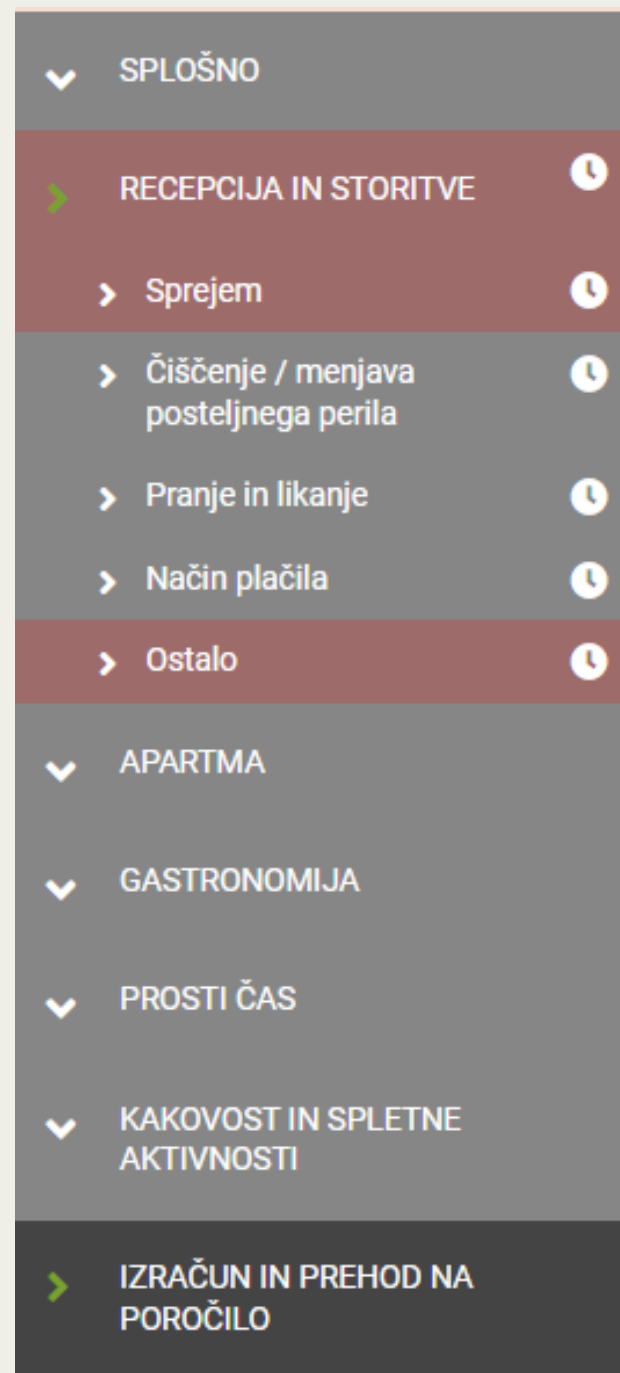 SPLOŠNO
RECEPCIJA IN STORITVE
Sprejem
Čiščenje / menjava
posteljnega perila
Pranje in likanje
Način plačila
Ostalo
APARTMA
GASTRONOMIJA
PROSTI ČAS
KAKOVOST IN SPLETNE
AKTIVNOSTI
IZRAČUN IN PREHOD NA
POROČILO